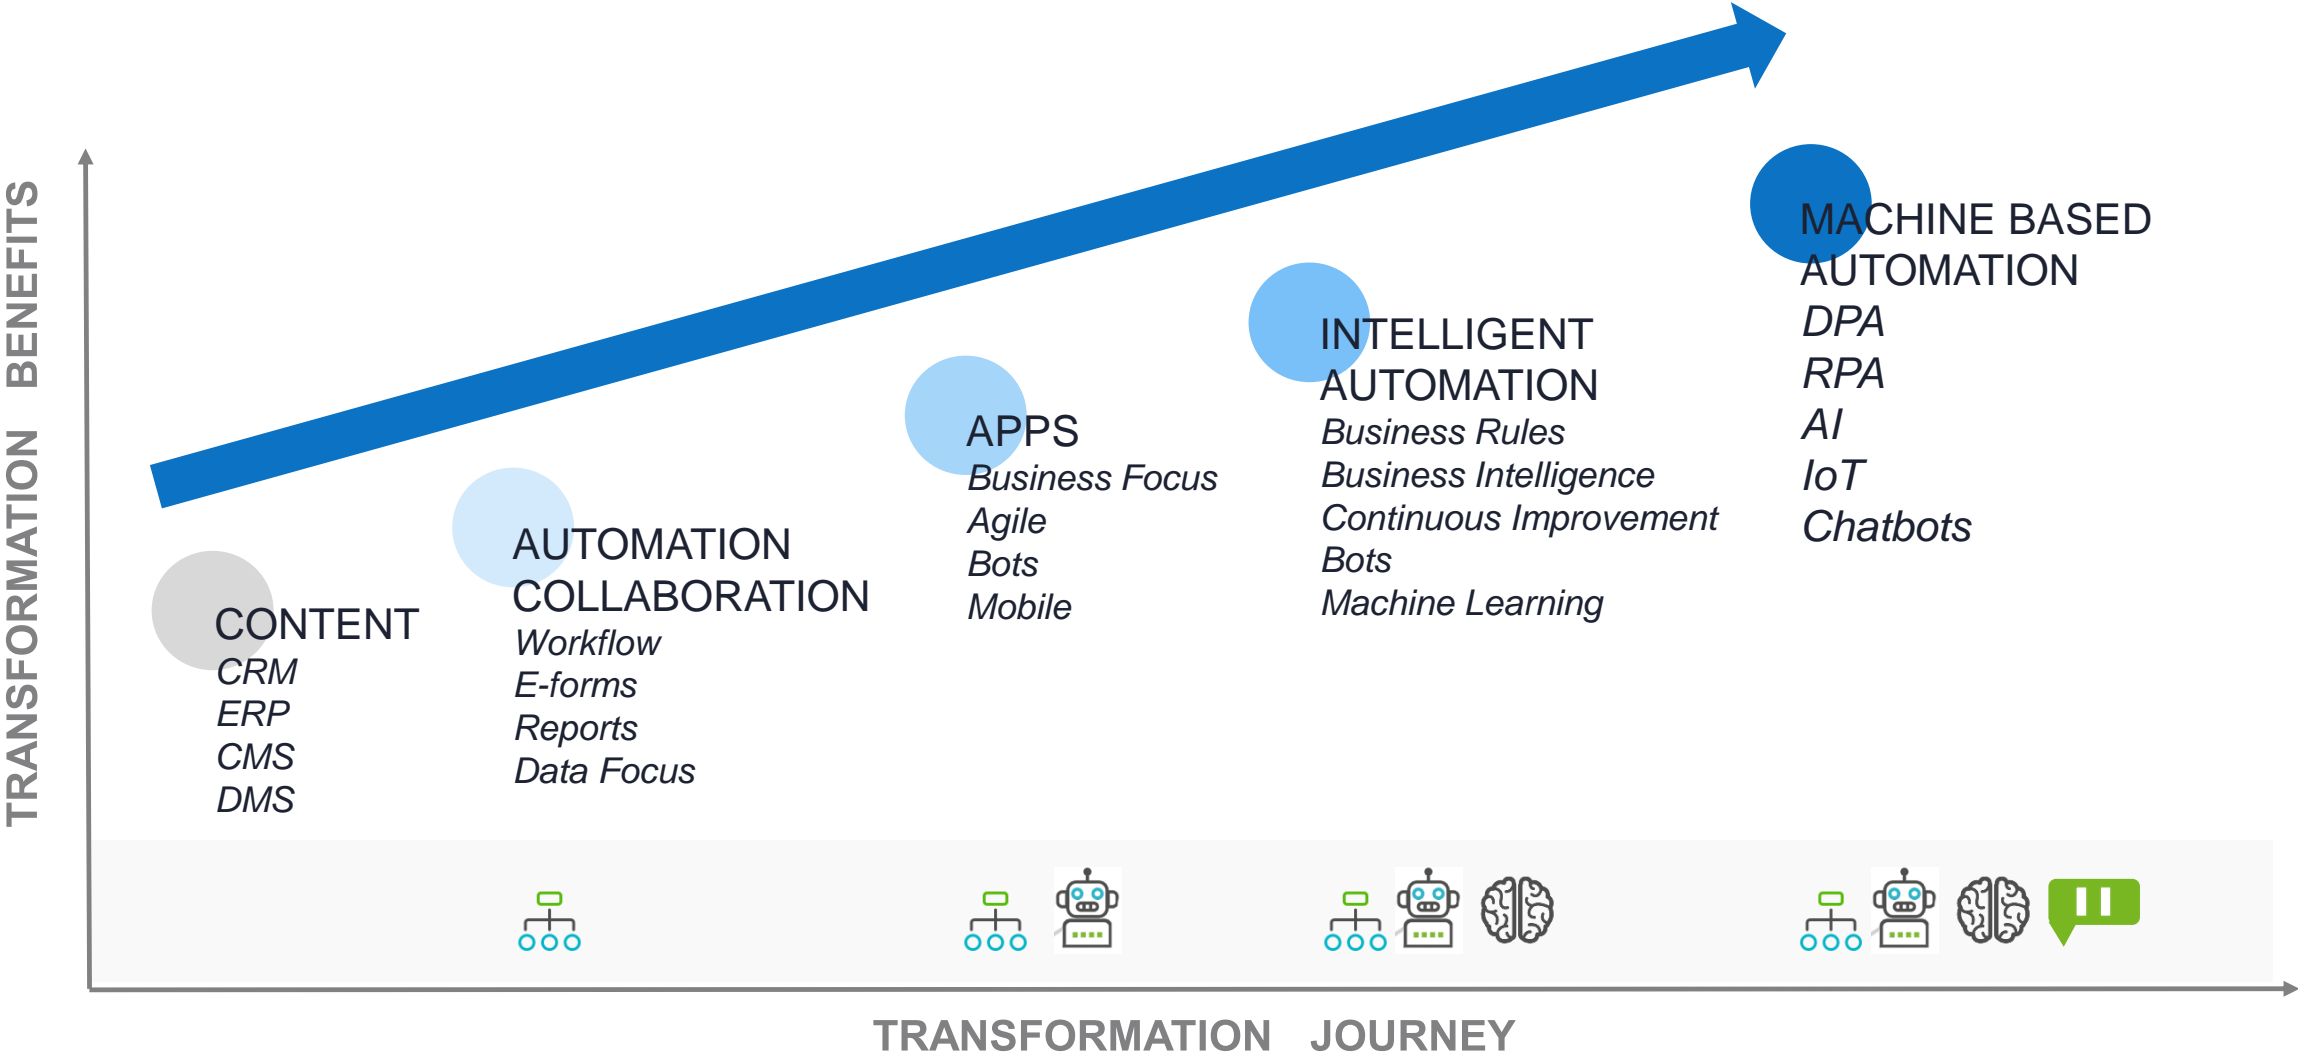 TRANSFORMATION BENEFITS
CONTENT
CRM
ERP
CMS
DMS
AUTOMATION
COLLABORATION
Workflow
E-forms
Reports
Data Focus
APPS
Business Focus
Agile
Bots
Mobile
INTELLIGENT
AUTOMATION
Business Rules
Business Intelligence
Continuous Improvement
Bots
Machine Learning
MACHINE BASED
AUTOMATION
DPA
RPA
AI
IoT
Chatbots
TRANSFORMATION JOURNEY